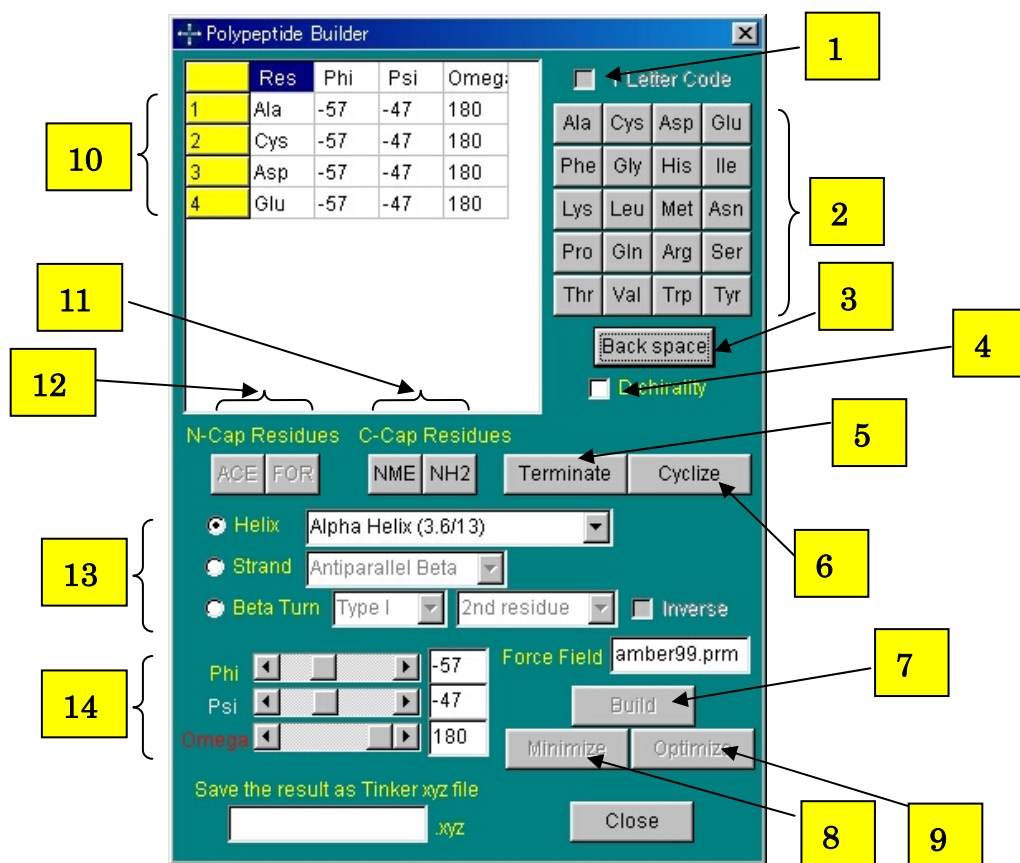 Polypeptide Builder
1
Res Phi Psi Omega
1 Letter Code
1 Ala -57 -47 180
2 Cys -57 -47 180
3 Asp -57 -47 180
4 Glu -57 -47 180
10
Ala Cys Asp Glu
Phe Gly His Ile
Lys Leu Met Asn
Pro Gln Arg Ser
Thr Val Trp Tyr
2
11
3
Back space
12
4
D-chirality
N-Cap Residues C-Cap Residues
5
ACE FOR NME NH2 Terminate Cyclize
13
Helix Alpha Helix (3.6/13)
Strand Antiparallel Beta
6
Beta Turn Type I 2nd residue Inverse
14
Phi -57
Psi -47
Omega 180
Force Field amber99.prm
7
Build
Minimize Optimize
Save the result as Tinker xyz file
.xyz
Close
8
9